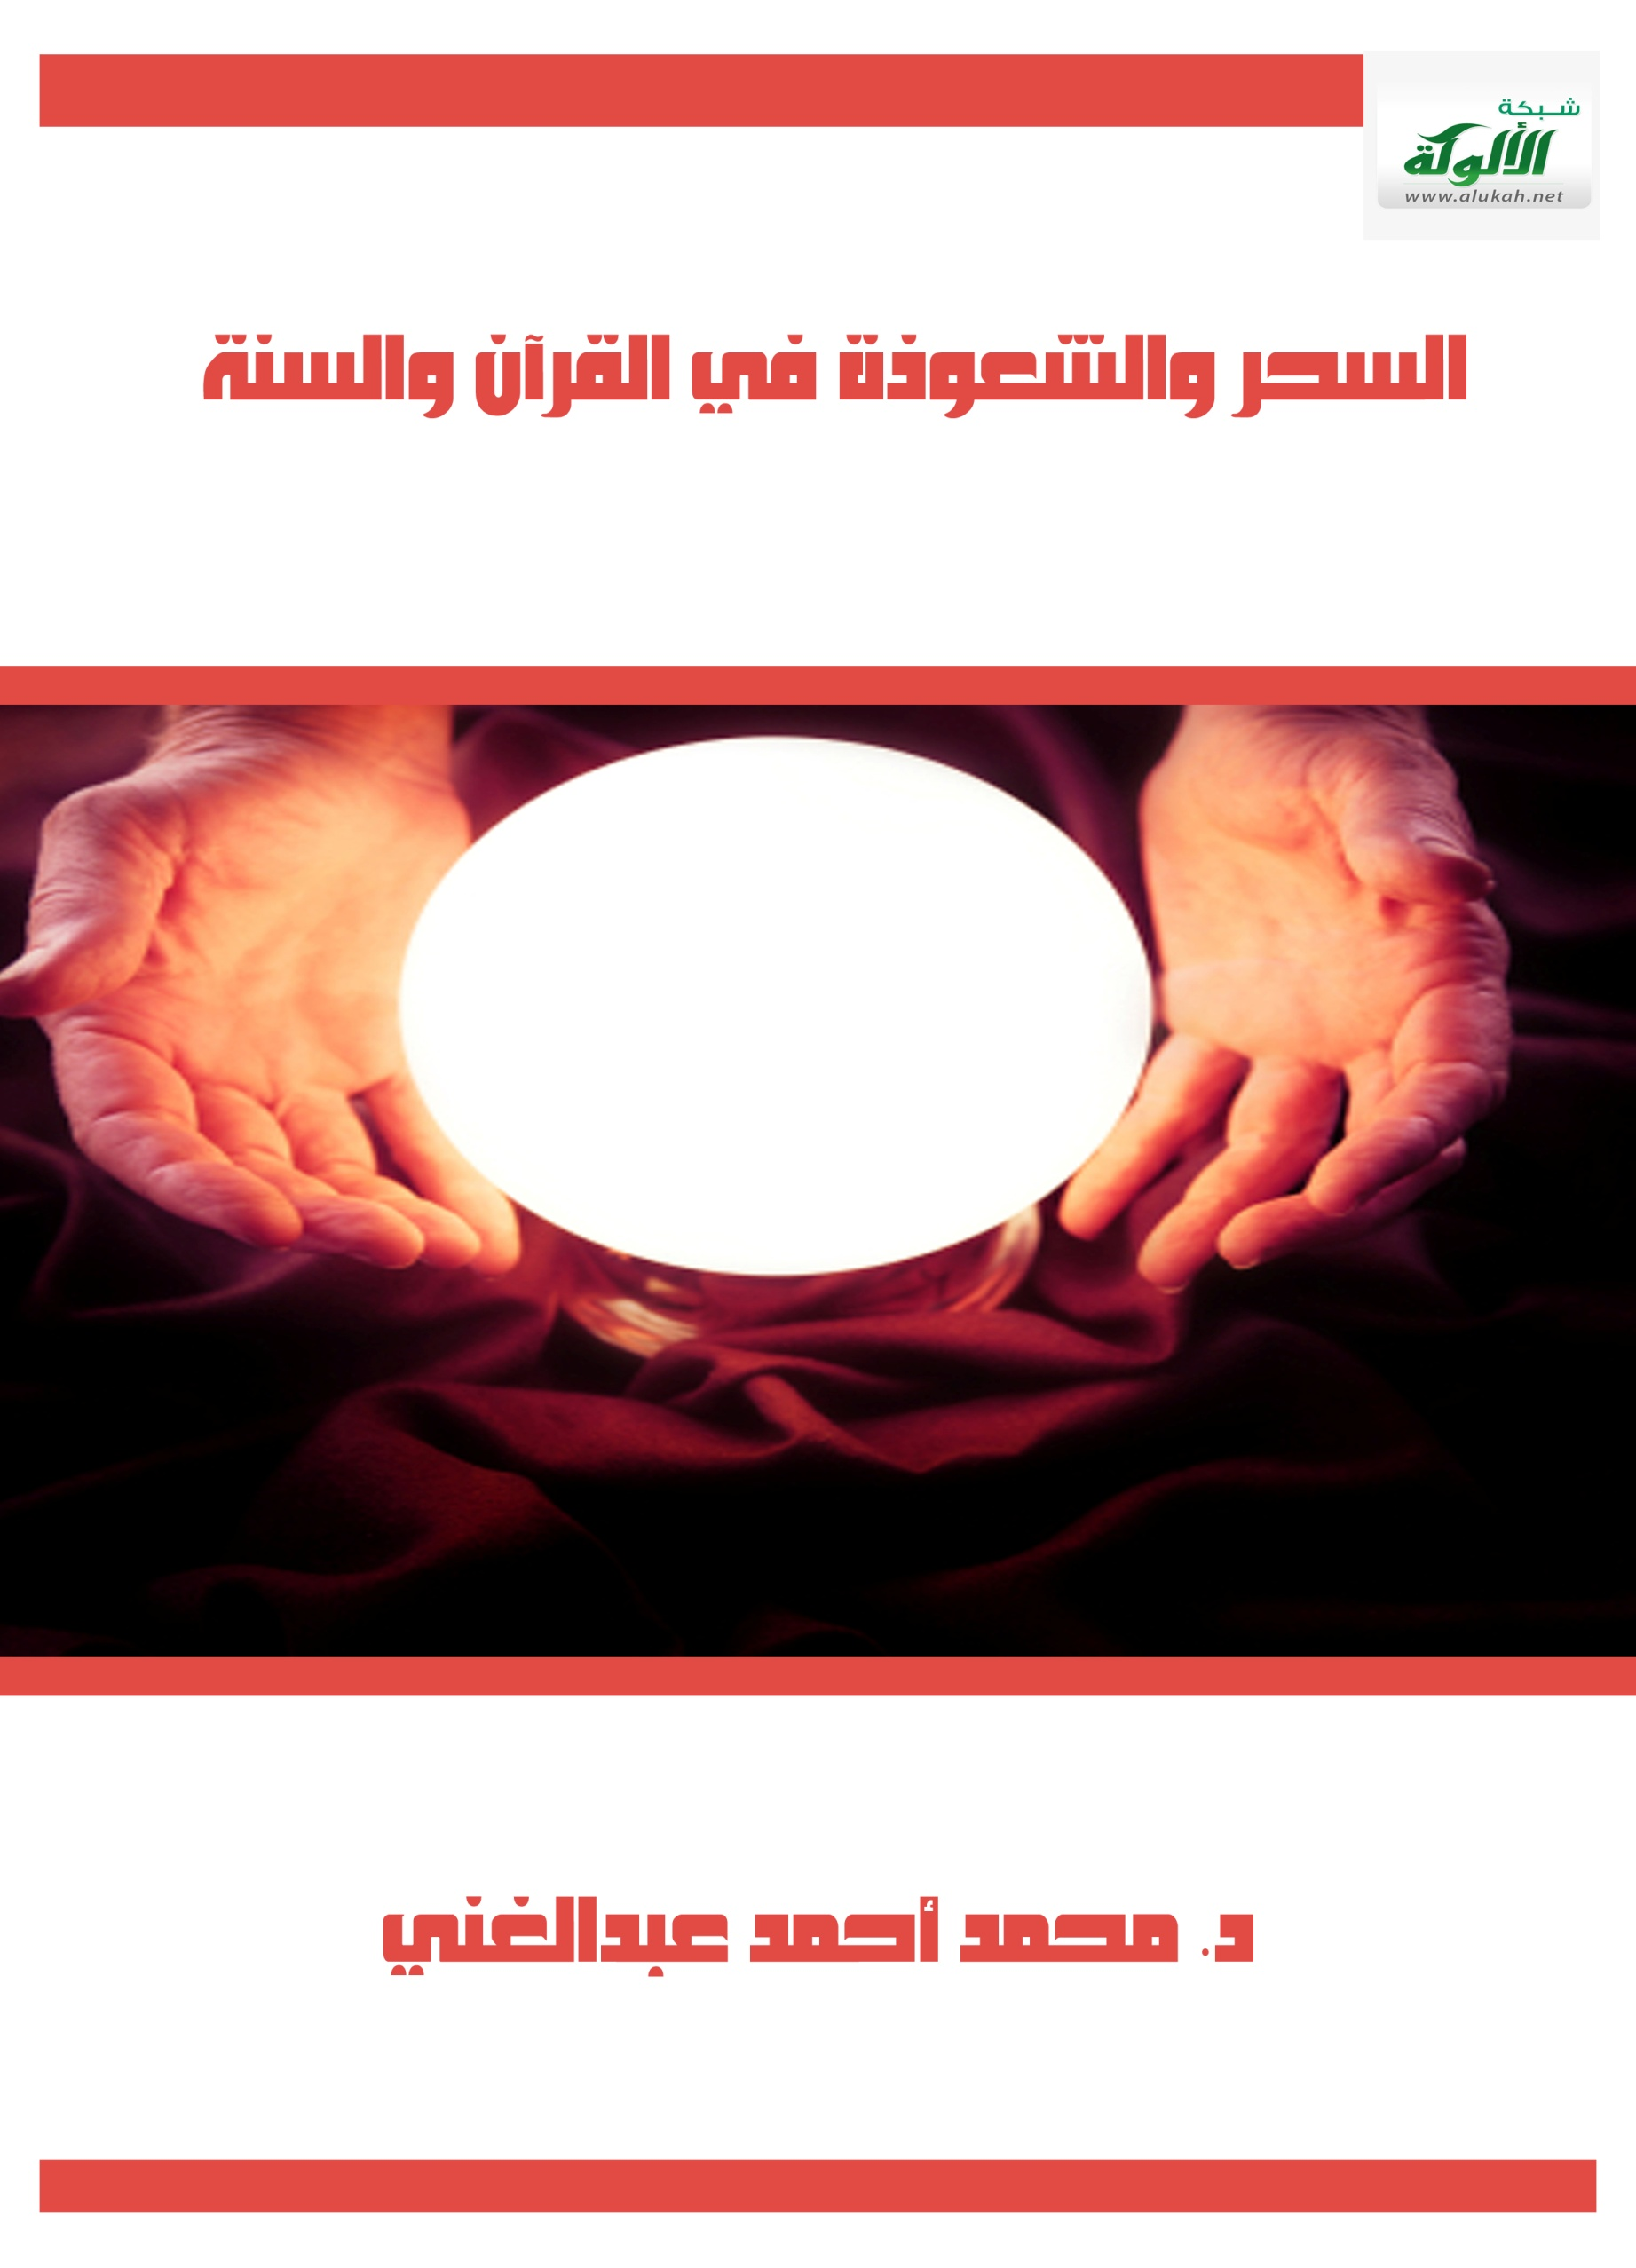 شبكة
الألوكة
www.alukah.net
السحر والشعوذة في القرآن والسنة
د. محمد أحمد عبدالغني